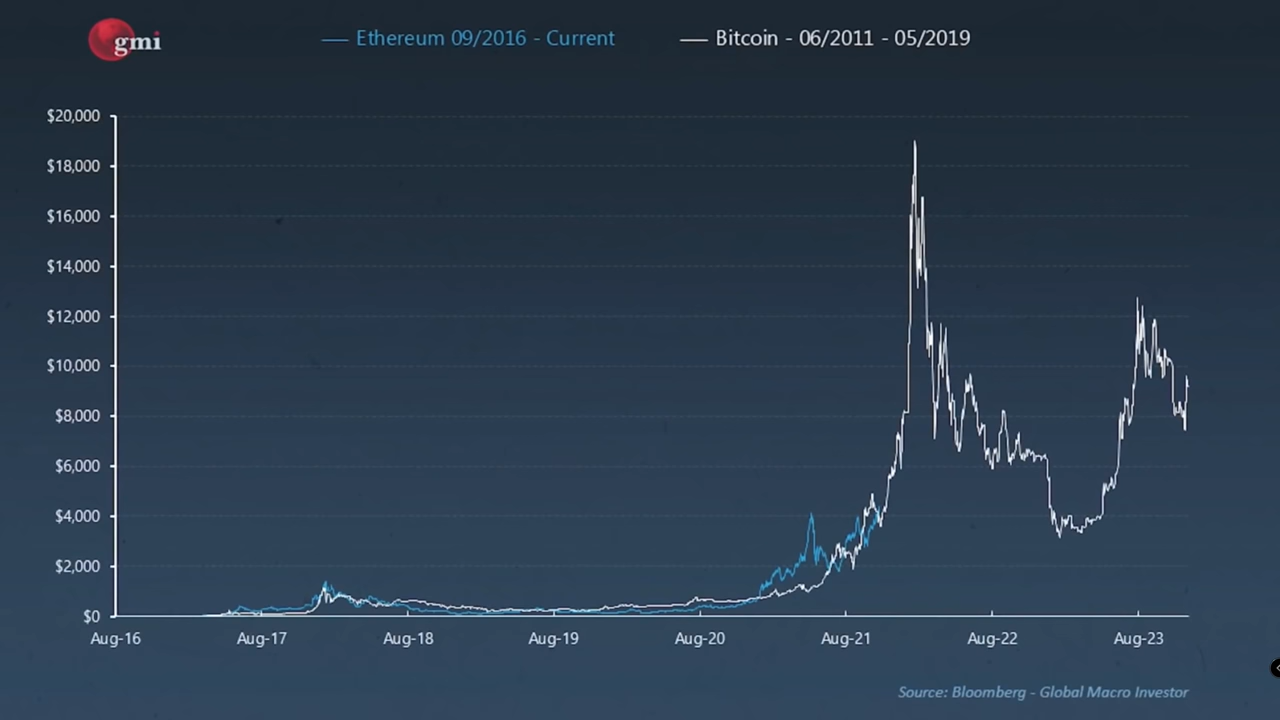 gmi
Ethereum 09/2016 - Current
Bitcoin - 06/2011 - 05/2019
$20,000
$18,000
$16,000
$14,000
$12,000
$10,000
$8,000
$6,000
$4,000
$2,000
$0
Aug-16 Aug-17 Aug-18 Aug-19 Aug-20 Aug-21 Aug-22 Aug-23
Source: Bloomberg - Global Macro Investor